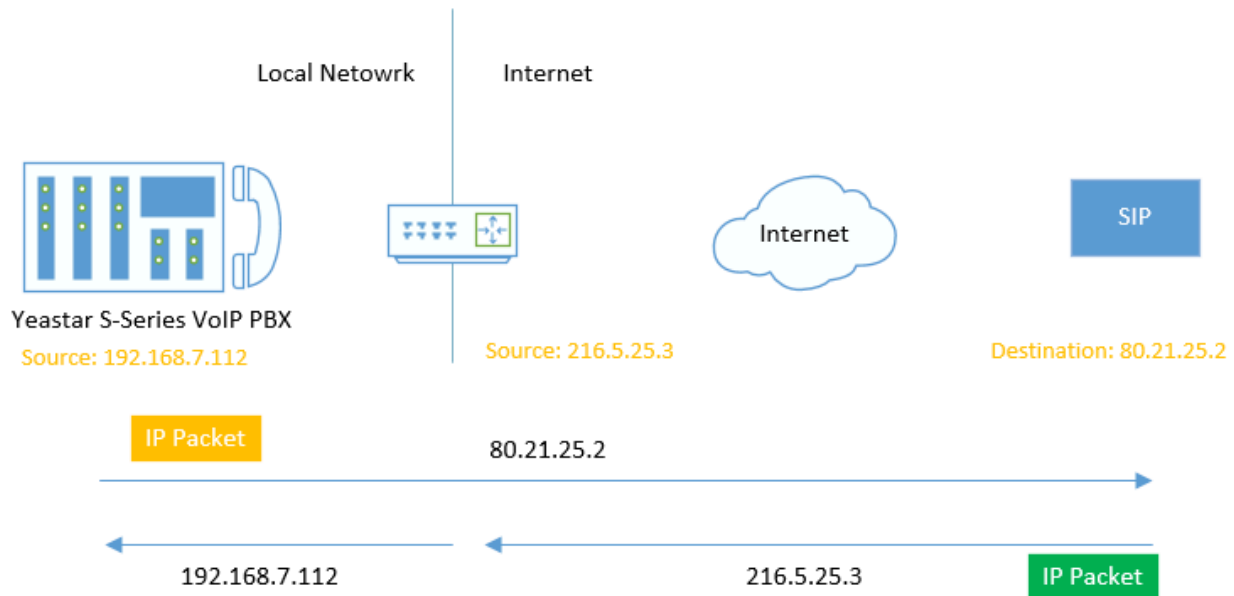 Local Netowrk
Internet
Internet
SIP
Yeastar S-Series VoIP PBX
Source: 192.168.7.112
Source: 216.5.25.3
Destination: 80.21.25.2
IP Packet
80.21.25.2
192.168.7.112
216.5.25.3
IP Packet